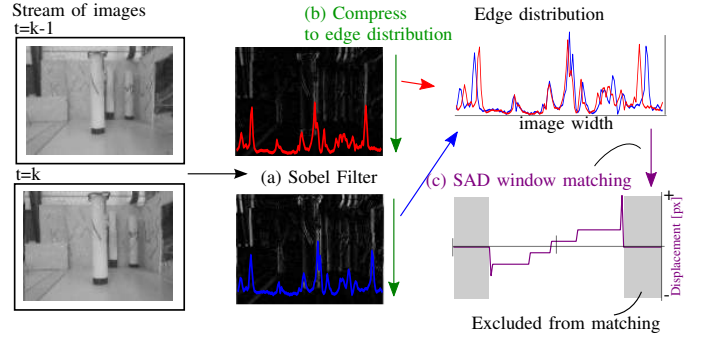 Stream of images
t=k-1
t=k
(a) Sobel Filter
(b) Compress
to edge distribution
Edge distribution
image width
(c) SAD window matching
+
Displacement [px]
-
Excluded from matching